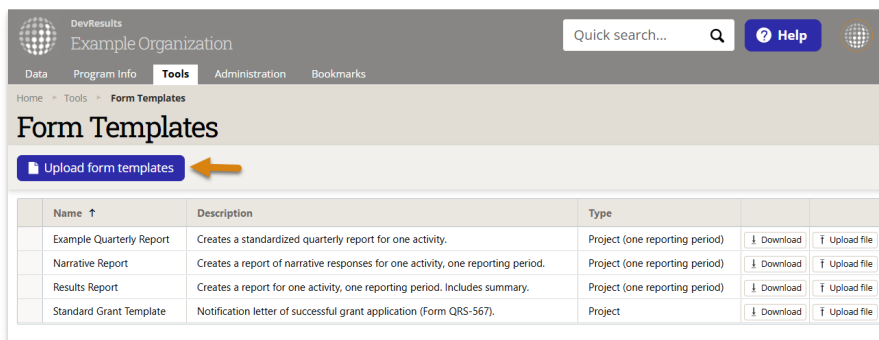 DevResults
Example Organization
Quick search...
Help
Data Program Info Tools Administration Bookmarks
Home Tools Form Templates
Form Templates
Upload form templates
Name ↑ Description Type
Example Quarterly Report Creates a standardized quarterly report for one activity. Project (one reporting period) Download Upload file
Narrative Report Creates a report of narrative responses for one activity, one reporting period. Project (one reporting period) Download Upload file
Results Report Creates a report for one activity, one reporting period. Includes summary. Project (one reporting period) Download Upload file
Standard Grant Template Notification letter of successful grant application (Form QRS-567). Project Download Upload file